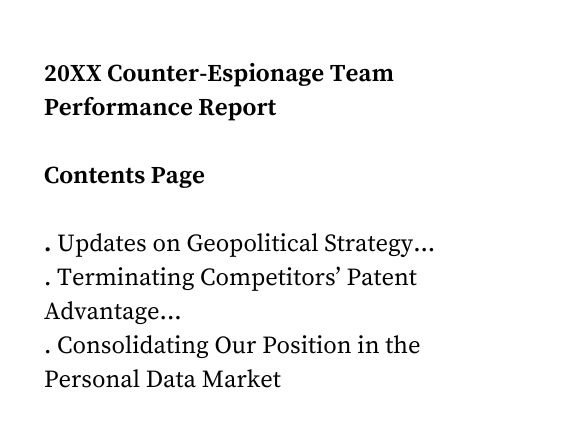 20XX Counter-Espionage Team
Performance Report
Contents Page
. Updates on Geopolitical Strategy…
. Terminating Competitors’ Patent
Advantage…
. Consolidating Our Position in the
Personal Data Market